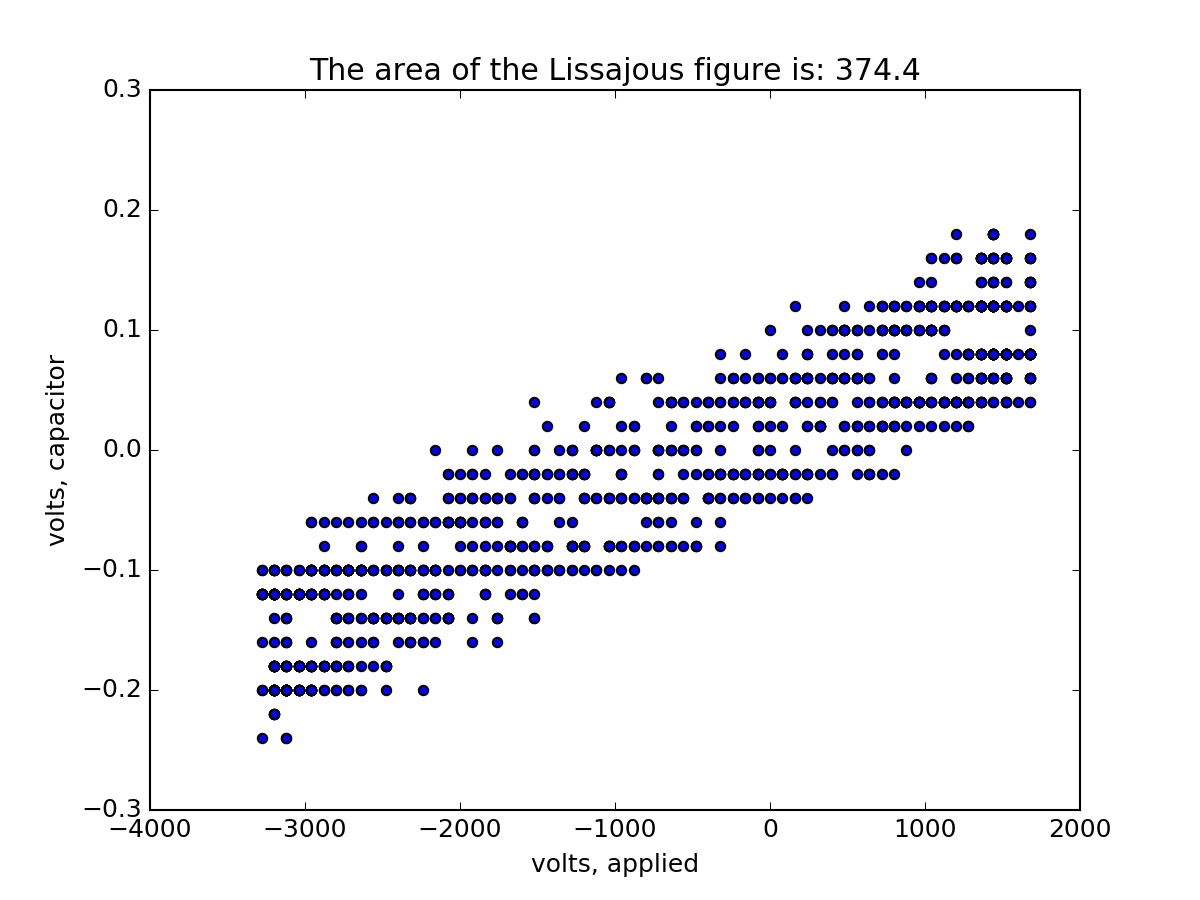 The area of the Lissajous figure is: 374.4
0.3
0.2
0.1
0.0
−0.1
−0.2
−0.3
volts, capacitor
−4000 −3000 −2000 −1000 0 1000 2000
volts, applied